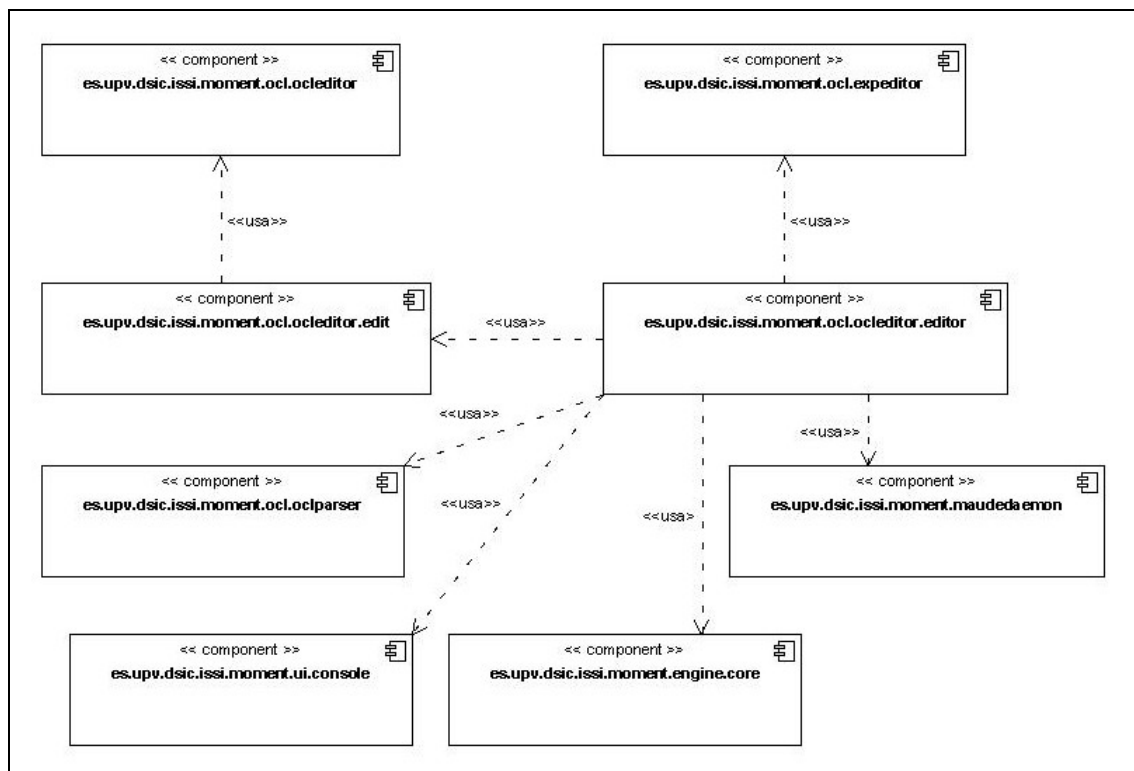 << component >>
es.upv.dsic.issi.moment.ocl.ocleditor
<< component >>
es.upv.dsic.issi.moment.ocl.expeditor
<<usa>>
<<usa>>
<< component >>
es.upv.dsic.issi.moment.ocl.ocleditor.edit
<<usa>>
<< component >>
es.upv.dsic.issi.moment.ocl.ocleditor.editor
<<usa>>
<<usa>>
<< component >>
es.upv.dsic.issi.moment.ocl.oclparser
<<usa>>
<<usa>
<< component >>
es.upv.dsic.issi.moment.maudedaemon
<< component >>
es.upv.dsic.issi.moment.ui.console
<< component >>
es.upv.dsic.issi.moment.engine.core